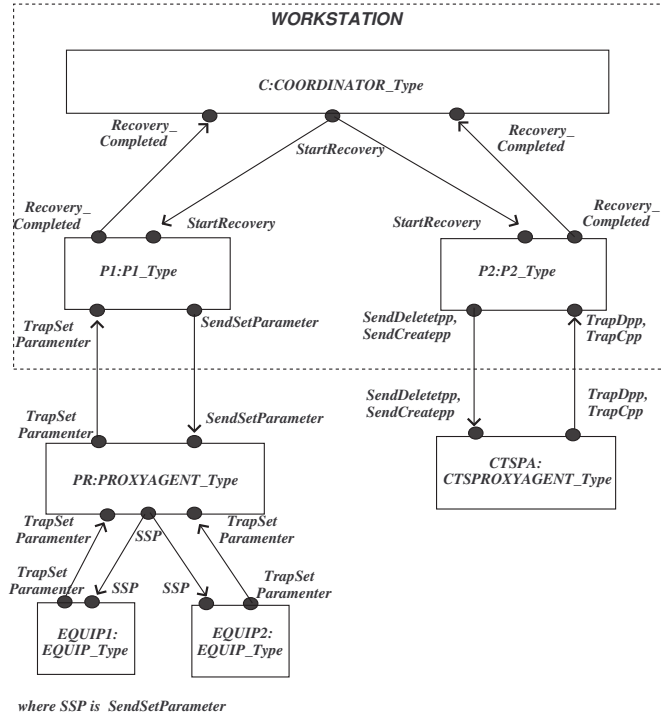 WORKSTATION
C:COORDINATOR_Type
Recovery_
Completed
StartRecovery
Recovery_
Completed
Recovery_
Completed
StartRecovery
StartRecovery
Recovery_
Completed
P1:P1_Type
P2:P2_Type
TrapSet
Paramenter
SendSetParameter
SendDeletetpp,
SendCreatepp
TrapDpp,
TrapCpp
TrapSet
Paramenter
SendSetParameter
SendDeletetpp,
SendCreatepp
TrapDpp,
TrapCpp
PR:PROXYAGENT_Type
CTSPA:
CTSPROXYAGENT_Type
TrapSet
Paramenter
TrapSet
Paramenter
TrapSet
Paramenter
SSP
SSP
TrapSet
Paramenter
EQUIP1:
EQUIP_Type
EQUIP2:
EQUIP_Type
where SSP is SendSetParameter